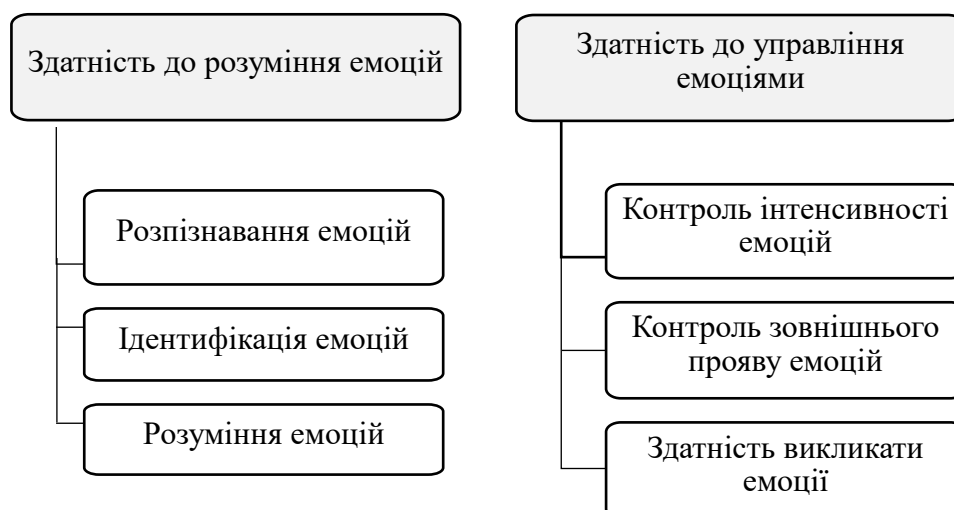 Здатність до розуміння емоцій
Розпізнавання емоцій
Ідентифікація емоцій
Розуміння емоцій
Здатність до управління
емоціями
Контроль інтенсивності
емоцій
Контроль зовнішнього
прояву емоцій
Здатність викликати
емоції